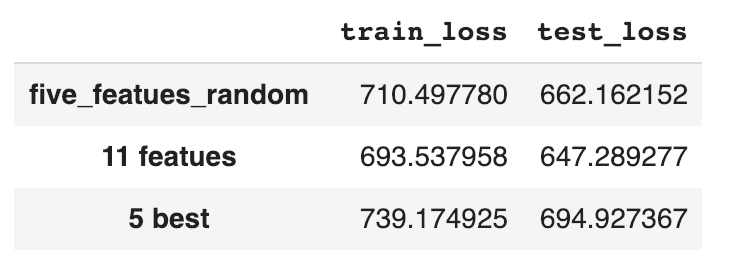 train_loss test_loss
five_featues_random 710.497780 662.162152
11 featues 693.537958 647.289277
5 best 739.174925 694.927367